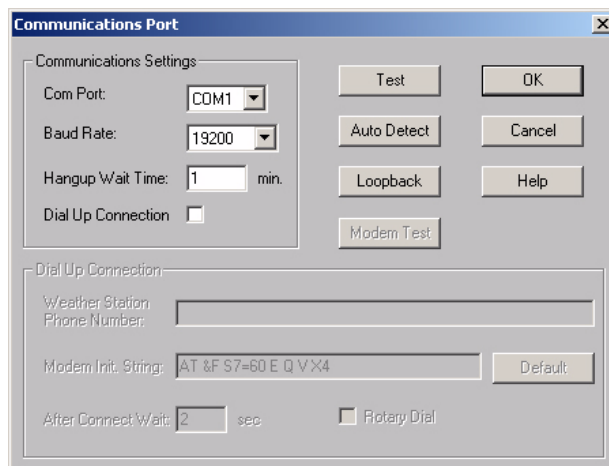 Communications Port
Communications Settings
Com Port: COM1
Baud Rate: 19200
Hangup Wait Time: 1 min.
Dial Up Connection
Test OK
Auto Detect Cancel
Loopback Help
Modem Test
Dial Up Connection
Weather Station
Phone Number:
Modem Init. String: AT &F S7=60 E Q V X4 Default
After Connect Wait: 2 sec Rotary Dial